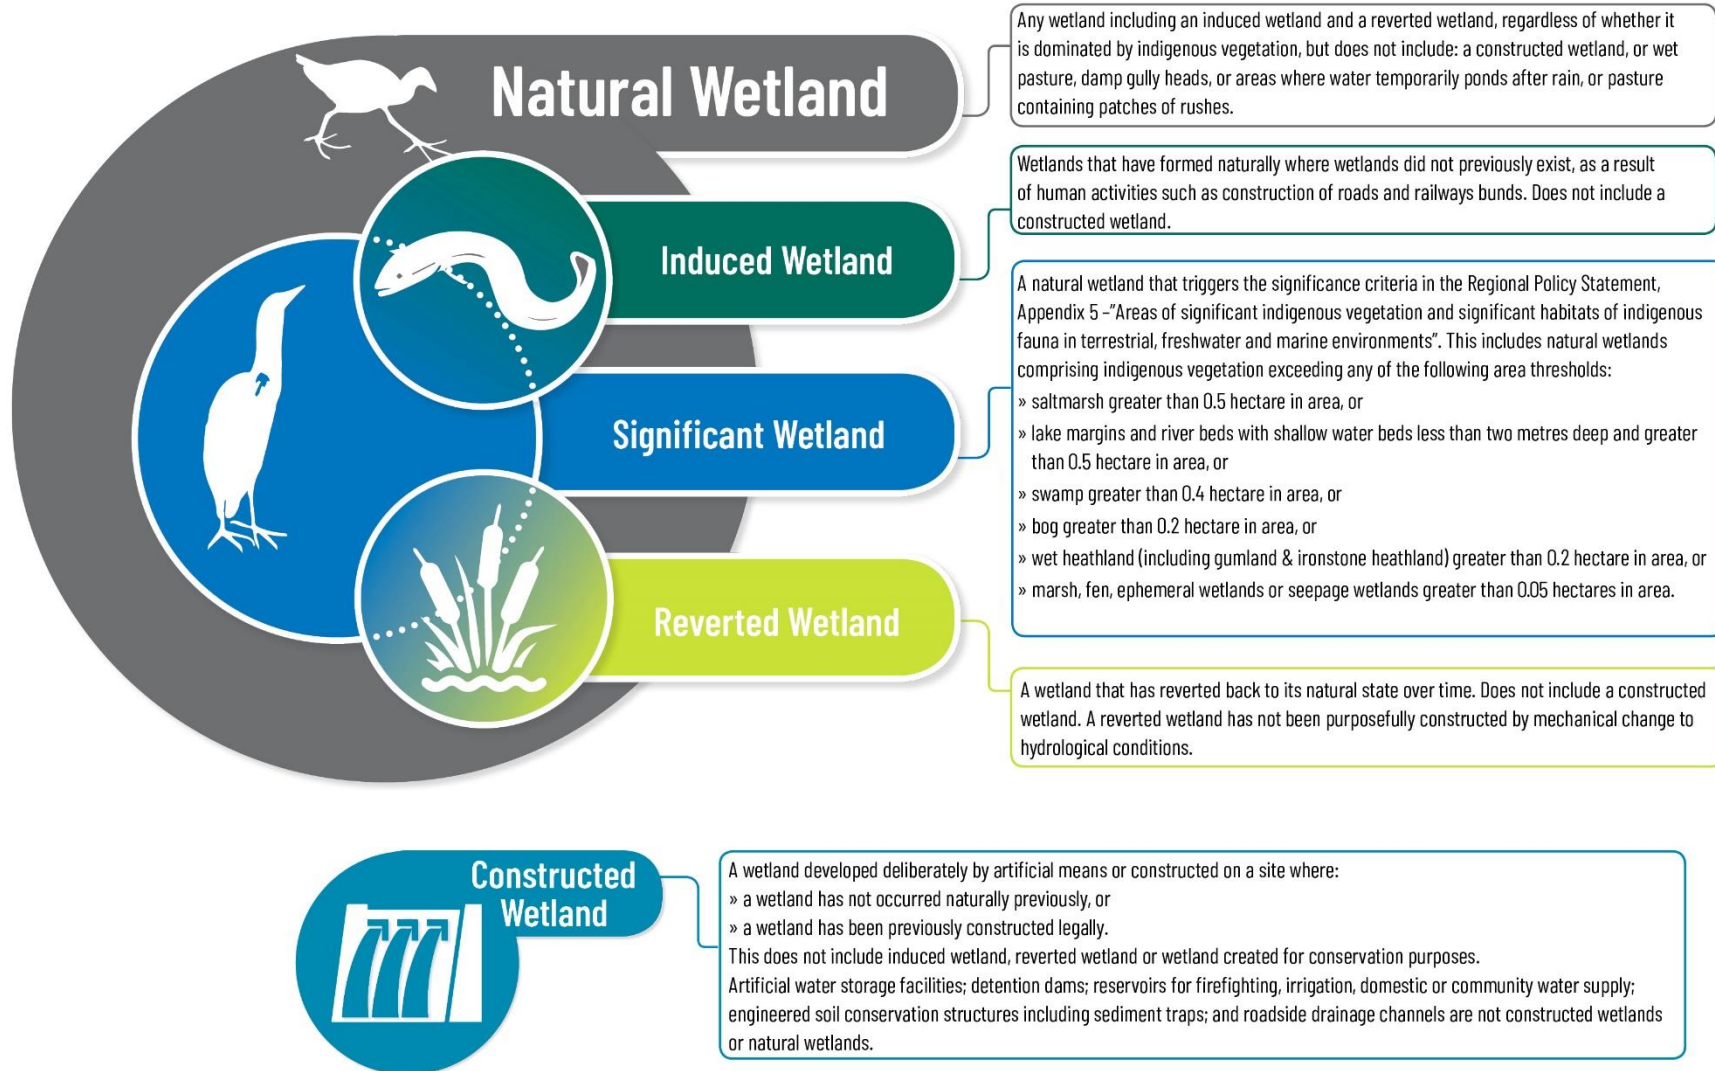 Natural Wetland
Any wetland including an induced wetland and a reverted wetland, regardless of whether it
is dominated by indigenous vegetation, but does not include: a constructed wetland, or wet
pasture, damp gully heads, or areas where water temporarily ponds after rain, or pasture
containing patches of rushes.
Induced Wetland
Wetlands that have formed naturally where wetlands did not previously exist, as a result
of human activities such as construction of roads and railways bunds. Does not include a
constructed wetland.
Significant Wetland
A natural wetland that triggers the significance criteria in the Regional Policy Statement,
Appendix 5 –"Areas of significant indigenous vegetation and significant habitats of indigenous
fauna in terrestrial, freshwater and marine environments". This includes natural wetlands
comprising indigenous vegetation exceeding any of the following area thresholds:
» saltmarsh greater than 0.5 hectare in area, or
» lake margins and river beds with shallow water beds less than two metres deep and greater
than 0.5 hectare in area, or
» swamp greater than 0.4 hectare in area, or
» bog greater than 0.2 hectare in area, or
» wet heathland (including gumland & ironstone heathland) greater than 0.2 hectare in area, or
» marsh, fen, ephemeral wetlands or seepage wetlands greater than 0.05 hectares in area.
Reverted Wetland
A wetland that has reverted back to its natural state over time. Does not include a constructed
wetland. A reverted wetland has not been purposefully constructed by mechanical change to
hydrological conditions.
Constructed
Wetland
A wetland developed deliberately by artificial means or constructed on a site where:
» a wetland has not occurred naturally previously, or
» a wetland has been previously constructed legally.
This does not include induced wetland, reverted wetland or wetland created for conservation purposes.
Artificial water storage facilities; detention dams; reservoirs for firefighting, irrigation, domestic or community water supply;
engineered soil conservation structures including sediment traps; and roadside drainage channels are not constructed wetlands
or natural wetlands.